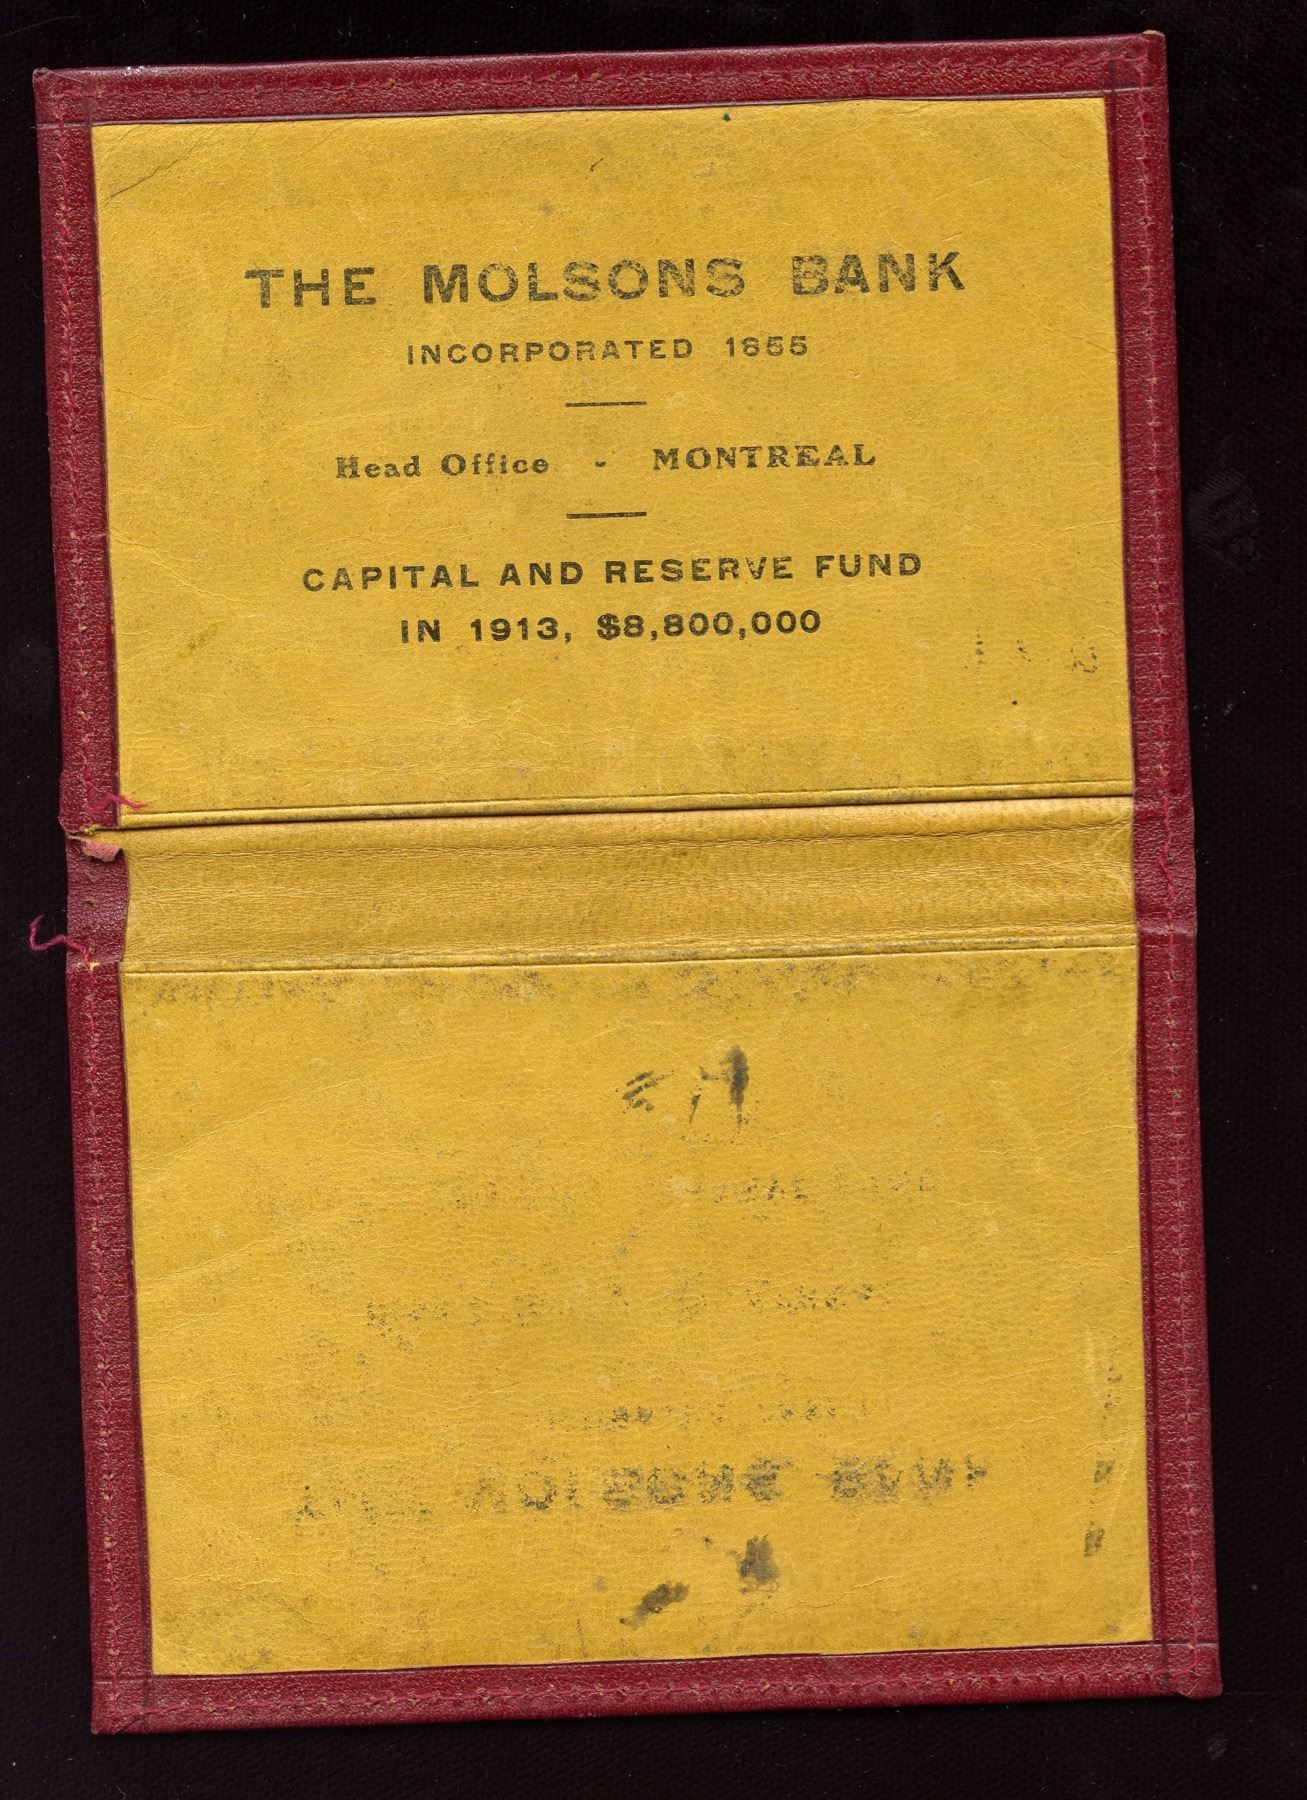 THE MOLSONS BANK
INCORPORATED 1855
Head Office - MONTREAL
CAPITAL AND RESERVE FUND
IN 1913, $8,800,000